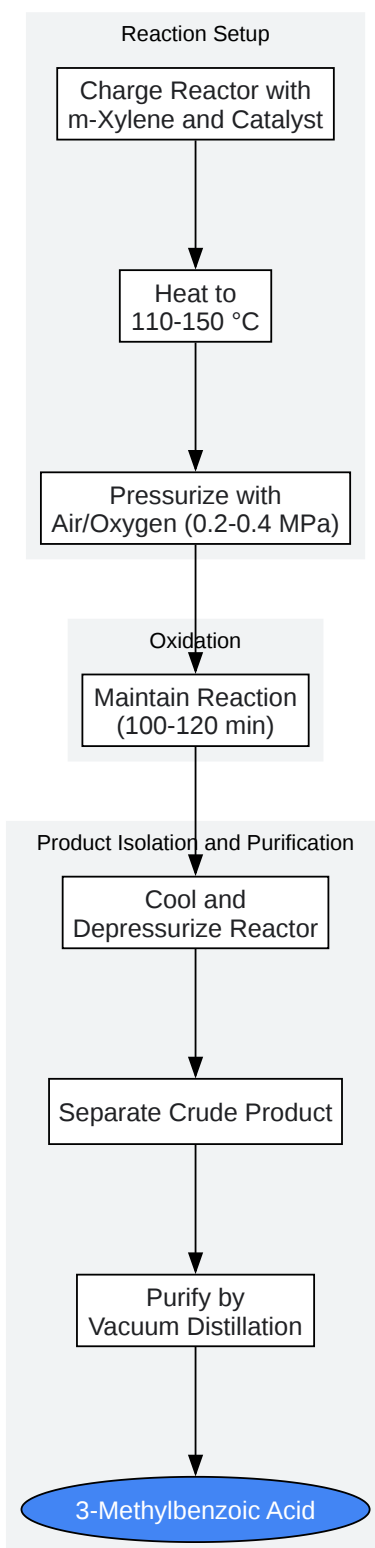 Reaction Setup
Charge Reactor with
m-Xylene and Catalyst
Heat to
110-150 °C
Pressurize with
Air/Oxygen (0.2-0.4 MPa)
Oxidation
Maintain Reaction
(100-120 min)
Product Isolation and Purification
Cool and
Depressurize Reactor
Separate Crude Product
Purify by
Vacuum Distillation
3-Methylbenzoic Acid